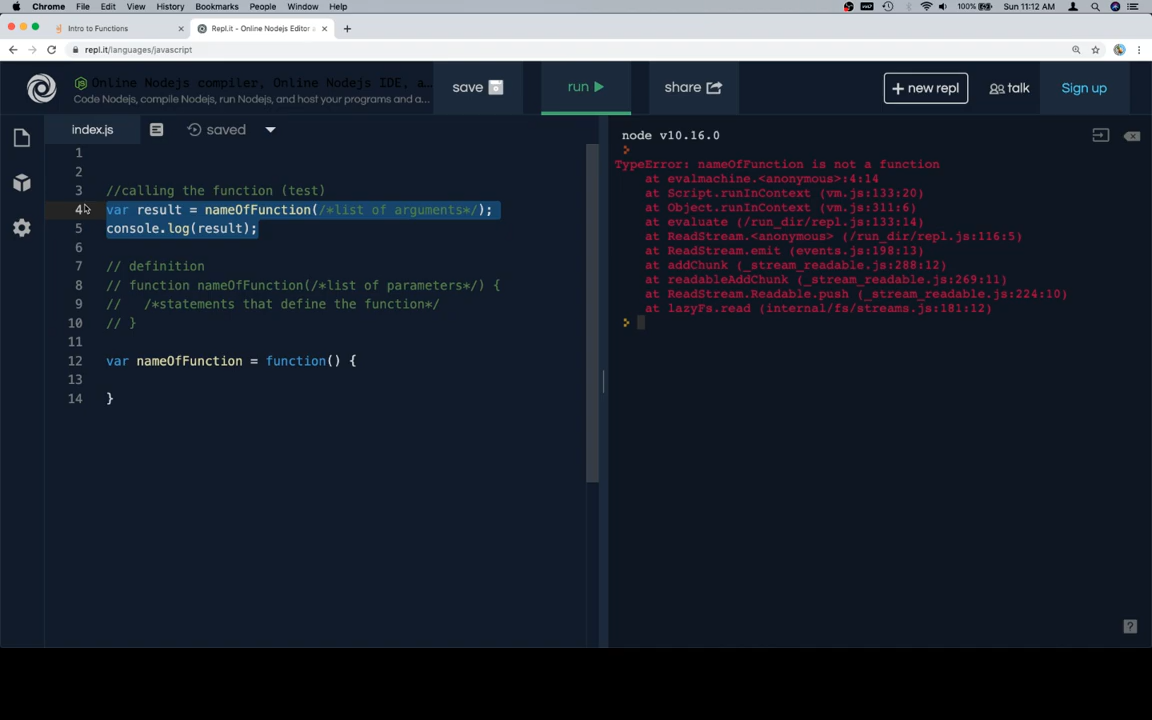 Chrome File Edit View History Bookmarks People Window Help 100% Sun 11:12 AM
Intro to Functions × Repl.it - Online Nodejs Editor × +
repl.it/languages/javascript
Online Nodejs compiler, Online Nodejs IDE, a...
Code Nodejs, compile Nodejs, run Nodejs, and host your programs and a...
save
run
share
+ new repl
talk
Sign up
index.js
saved
1
2
3 //calling the function (test)
4 var result = nameOfFunction(/*list of arguments*/);
5 console.log(result);
6
7 // definition
8 // function nameOfFunction(/*list of parameters*/) {
9 //   /*statements that define the function*/
10 // }
11
12 var nameOfFunction = function() {
13
14 }
node v10.16.0
>
TypeError: nameOfFunction is not a function
at evalmachine.<anonymous>:4:14
at Script.runInContext (vm.js:133:20)
at Object.runInContext (vm.js:311:6)
at evaluate (/run_dir/repl.js:133:14)
at ReadStream.<anonymous> (/run_dir/repl.js:116:5)
at ReadStream.emit (events.js:198:13)
at addChunk (_stream_readable.js:288:12)
at readableAddChunk (_stream_readable.js:269:11)
at ReadStream.Readable.push (_stream_readable.js:224:10)
at lazyFs.read (internal/fs/streams.js:181:12)
>
?